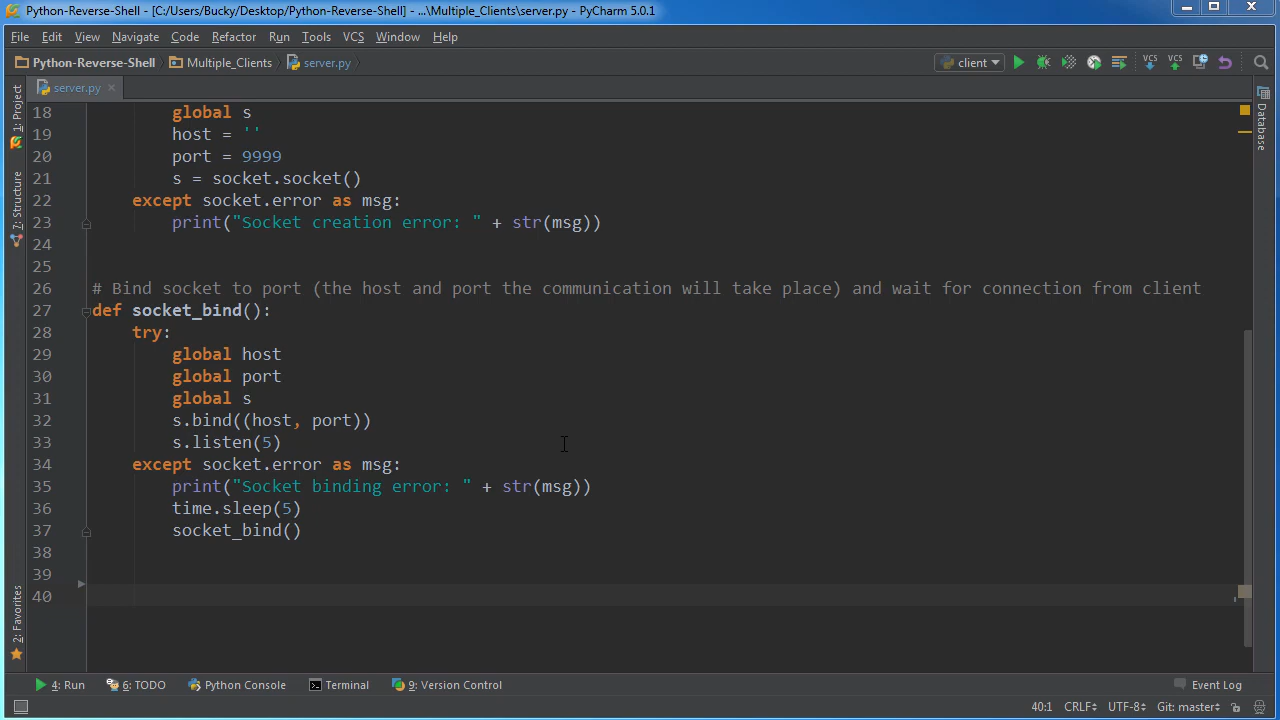 Python-Reverse-Shell - [C:/Users/Bucky/Desktop/Python-Reverse-Shell] - ...\Multiple_Clients\server.py - PyCharm 5.0.1
File Edit View Navigate Code Refactor Run Tools VCS Window Help
Python-Reverse-Shell Multiple_Clients server.py client VCS VCS
server.py
1: Project
7: Structure
2: Favorites
Database
18 global s
19 host = ''
20 port = 9999
21 s = socket.socket()
22 except socket.error as msg:
23 print("Socket creation error: " + str(msg))
24
25
26 # Bind socket to port (the host and port the communication will take place) and wait for connection from client
27 def socket_bind():
28 try:
29 global host
30 global port
31 global s
32 s.bind((host, port))
33 s.listen(5)
34 except socket.error as msg:
35 print("Socket binding error: " + str(msg))
36 time.sleep(5)
37 socket_bind()
38
39
40
4: Run 6: TODO Python Console Terminal 9: Version Control Event Log
40:1 CRLF UTF-8 Git: master